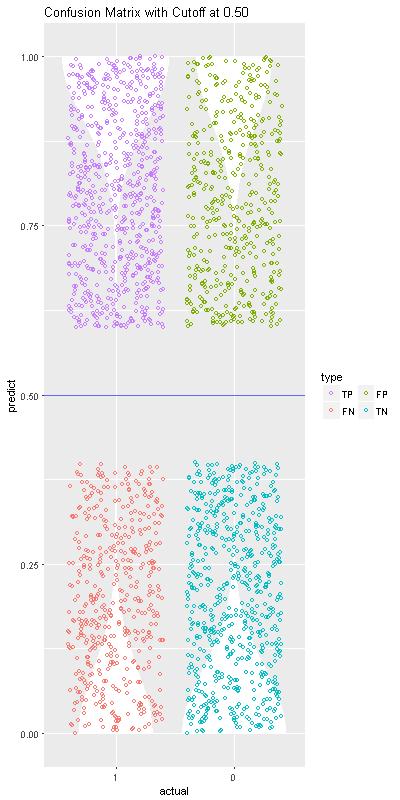 Confusion Matrix with Cutoff at 0.50
1.00
0.75
0.50
0.25
0.00
predict
1 0
actual
type
TP FP
FN TN